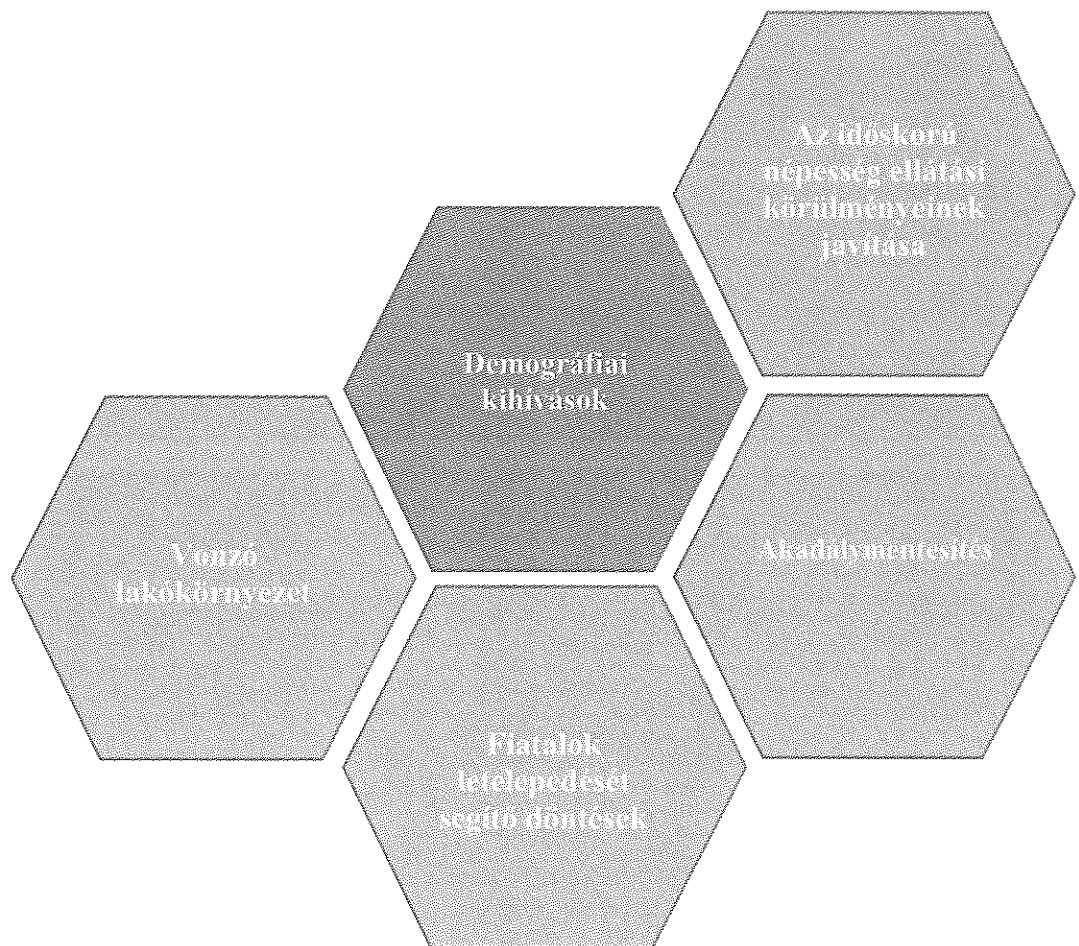 Az időskorú
népesség ellátási
körülményeinek
javítása
Demográfiai
kihívások
Vonzó
lakókörnyezet
Akadálymentesítés
Fiatalok
letelepedését
segítő döntések